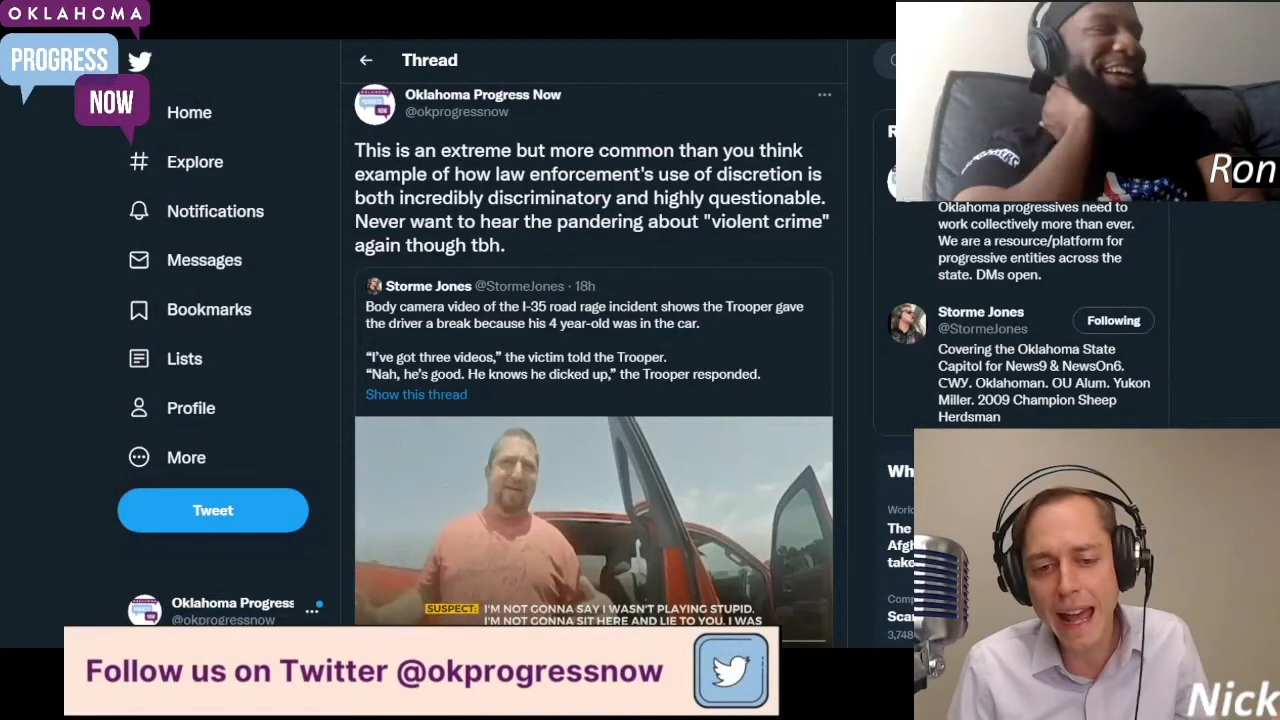 OKLAHOMA
PROGRESS
NOW
Home
Explore
Notifications
Messages
Bookmarks
Lists
Profile
More
Tweet
Oklahoma Progress
@okprogressnow
Thread
Oklahoma Progress Now
@okprogressnow
This is an extreme but more common than you think
example of how law enforcement's use of discretion is
both incredibly discriminatory and highly questionable.
Never want to hear the pandering about "violent crime"
again though tbh.
Storme Jones @StormeJones · 18h
Body camera video of the I-35 road rage incident shows the Trooper gave
the driver a break because his 4 year-old was in the car.
“I’ve got three videos,” the victim told the Trooper.
“Nah, he’s good. He knows he dicked up,” the Trooper responded.
Show this thread
SUSPECT: I'M NOT GONNA SAY I WASN'T PLAYING STUPID.
I'M NOT GONNA SIT HERE AND LIE TO YOU. I WAS
Ron
R
Oklahoma progressives need to
work collectively more than ever.
We are a resource/platform for
progressive entities across the
state. DMs open.
Storme Jones
@StormeJones
Following
Covering the Oklahoma State
Capitol for News9 & NewsOn6.
CWY. Oklahoman. OU Alum. Yukon
Miller. 2009 Champion Sheep
Herdsman
Wh
World
The
Afgh
take
Com
Sca
3,748
Nick
Follow us on Twitter @okprogressnow